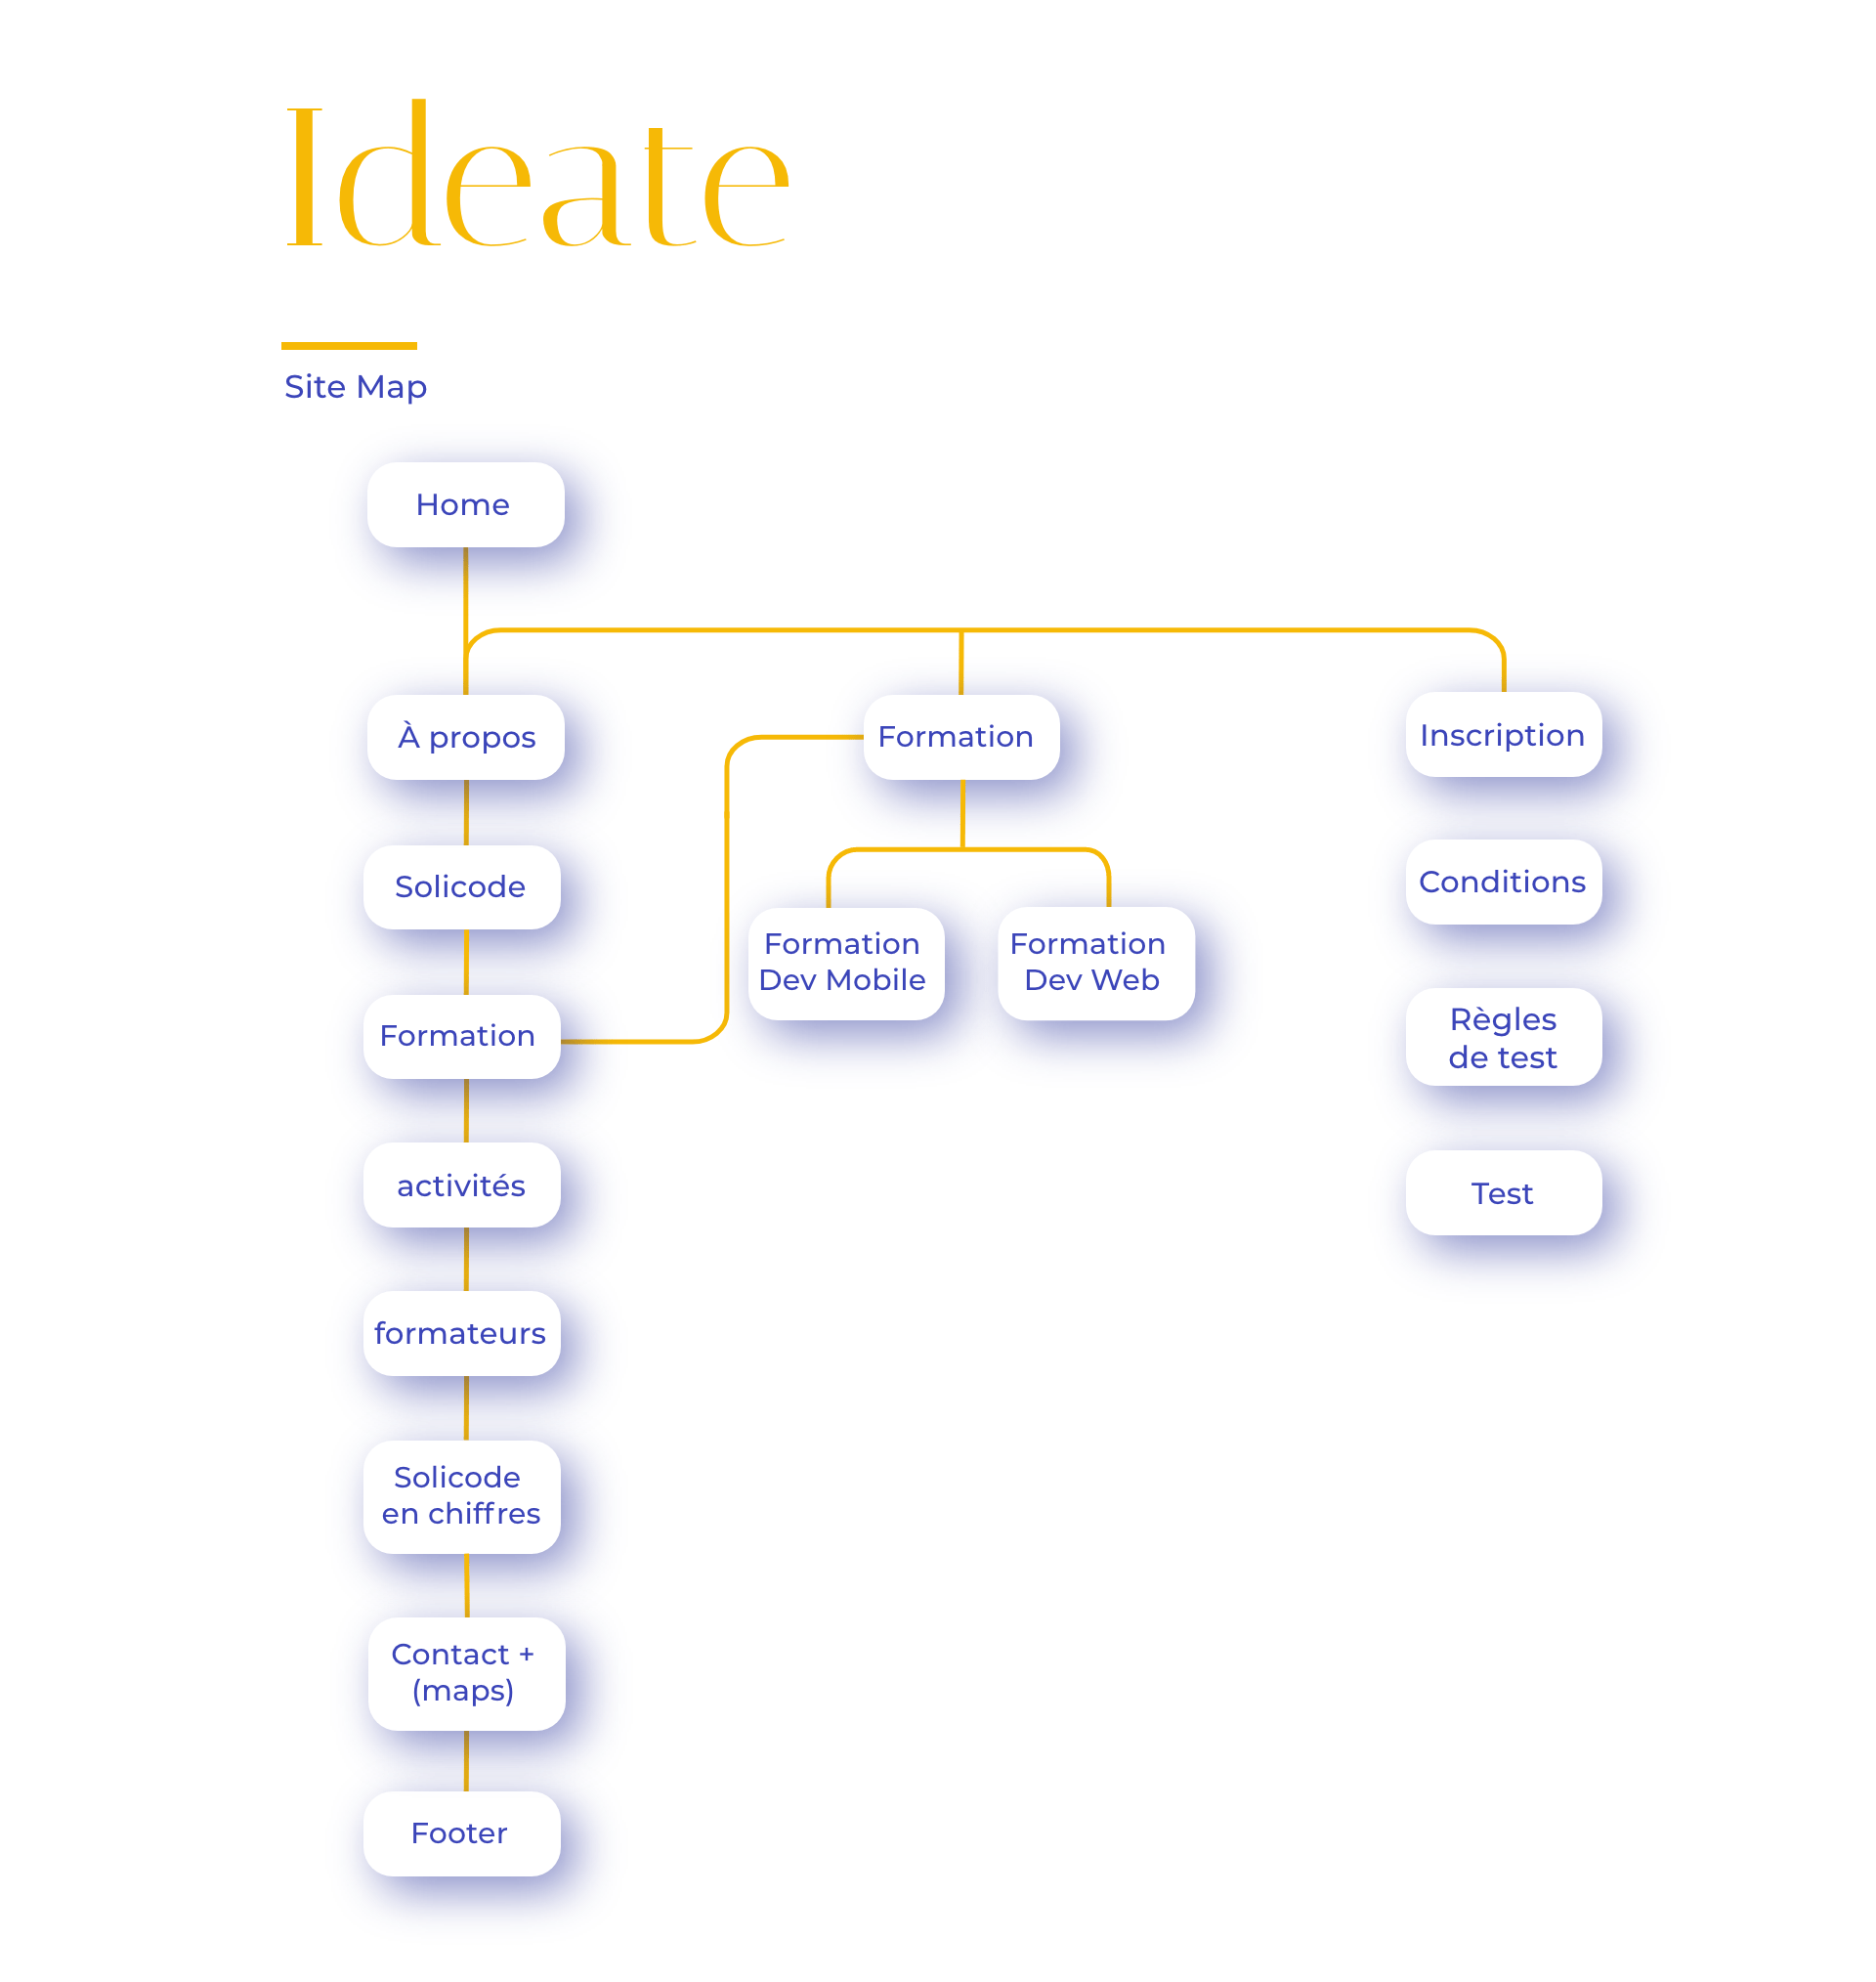 Ideate
Site Map
Home
À propos
Formation
Inscription
Solicode
Conditions
Formation
Dev Mobile
Formation
Dev Web
Formation
Règles
de test
activités
Test
formateurs
Solicode
en chiffres
Contact +
(maps)
Footer